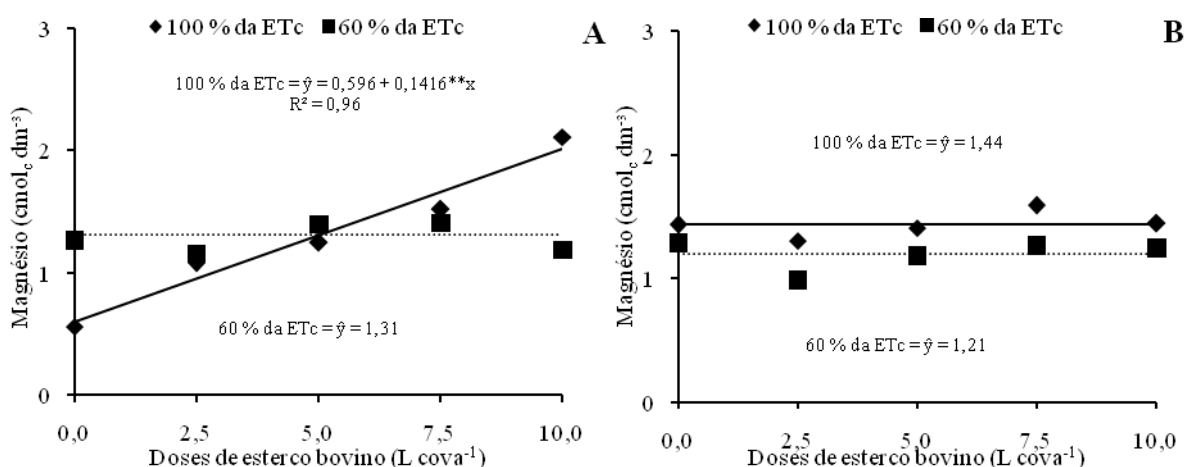 100 % da ETc 60 % da ETc
A
100 % da ETc = ŷ = 0,596 + 0,1416**x
R² = 0,96
60 % da ETc = ŷ = 1,31
Magnésio (cmolc dm⁻³)
3
2
1
0
0,0 2,5 5,0 7,5 10,0
Doses de esterco bovino (L cova⁻¹)
100 % da ETc 60 % da ETc
B
100 % da ETc = ŷ = 1,44
60 % da ETc = ŷ = 1,21
Magnésio (cmolc dm⁻³)
3
2
1
0
0,0 2,5 5,0 7,5 10,0
Doses de esterco bovino (L cova⁻¹)